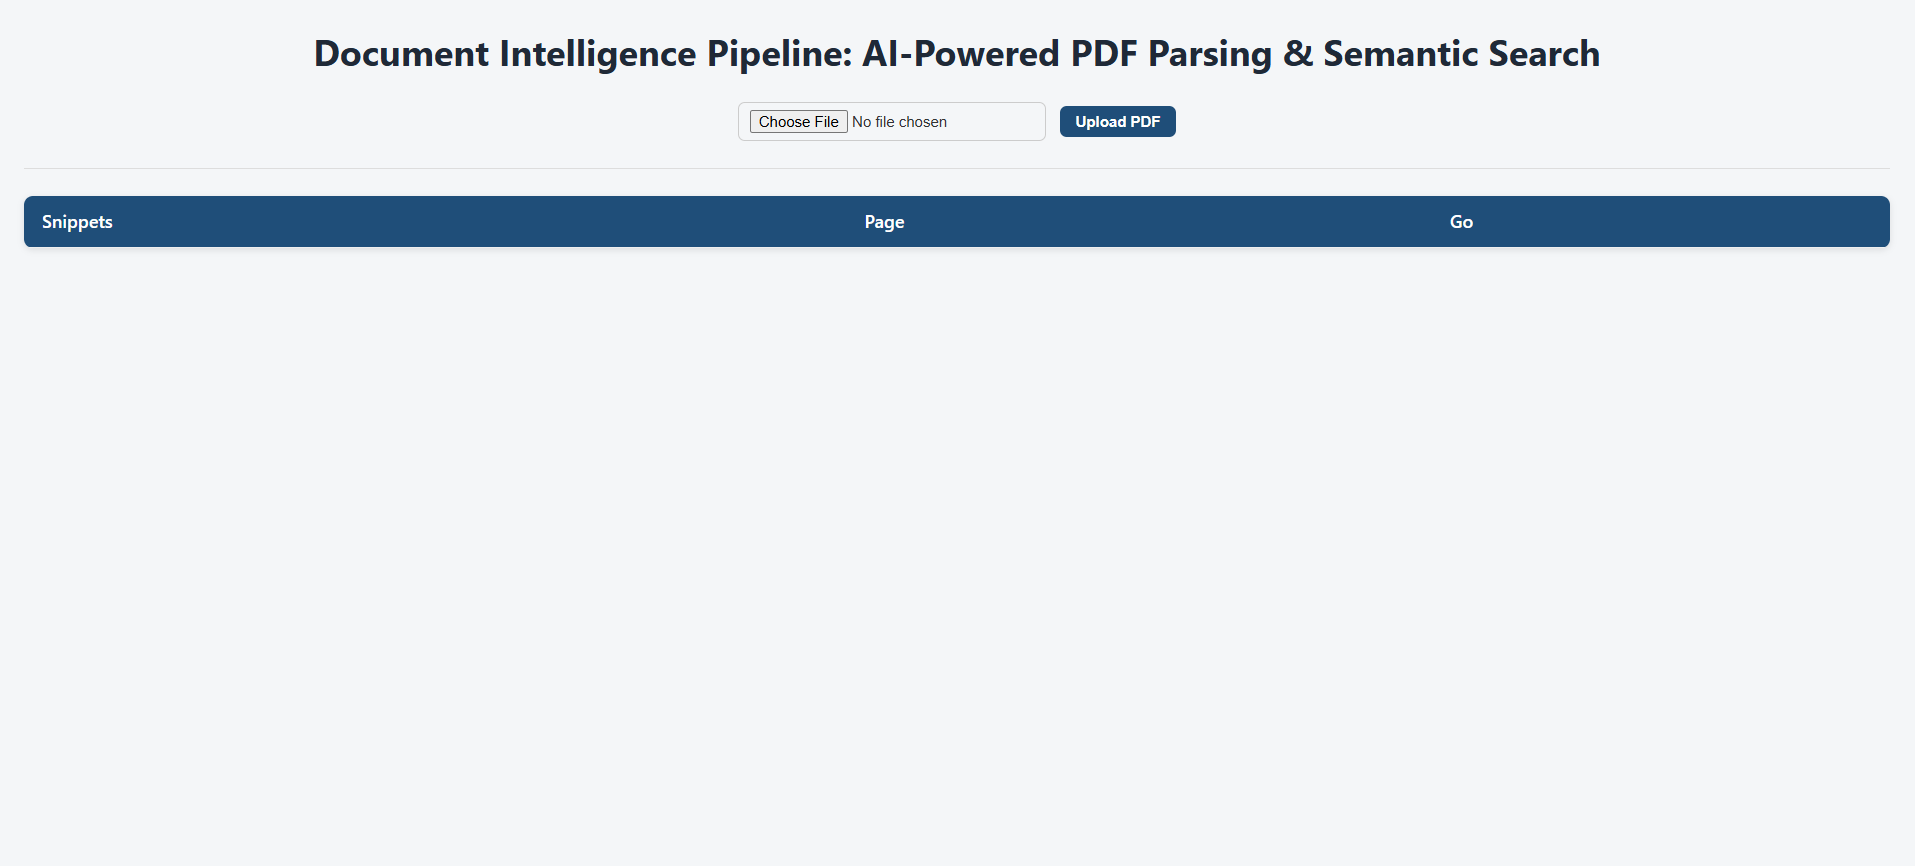 Document Intelligence Pipeline: AI-Powered PDF Parsing & Semantic Search
Choose File No file chosen Upload PDF
Snippets Page Go